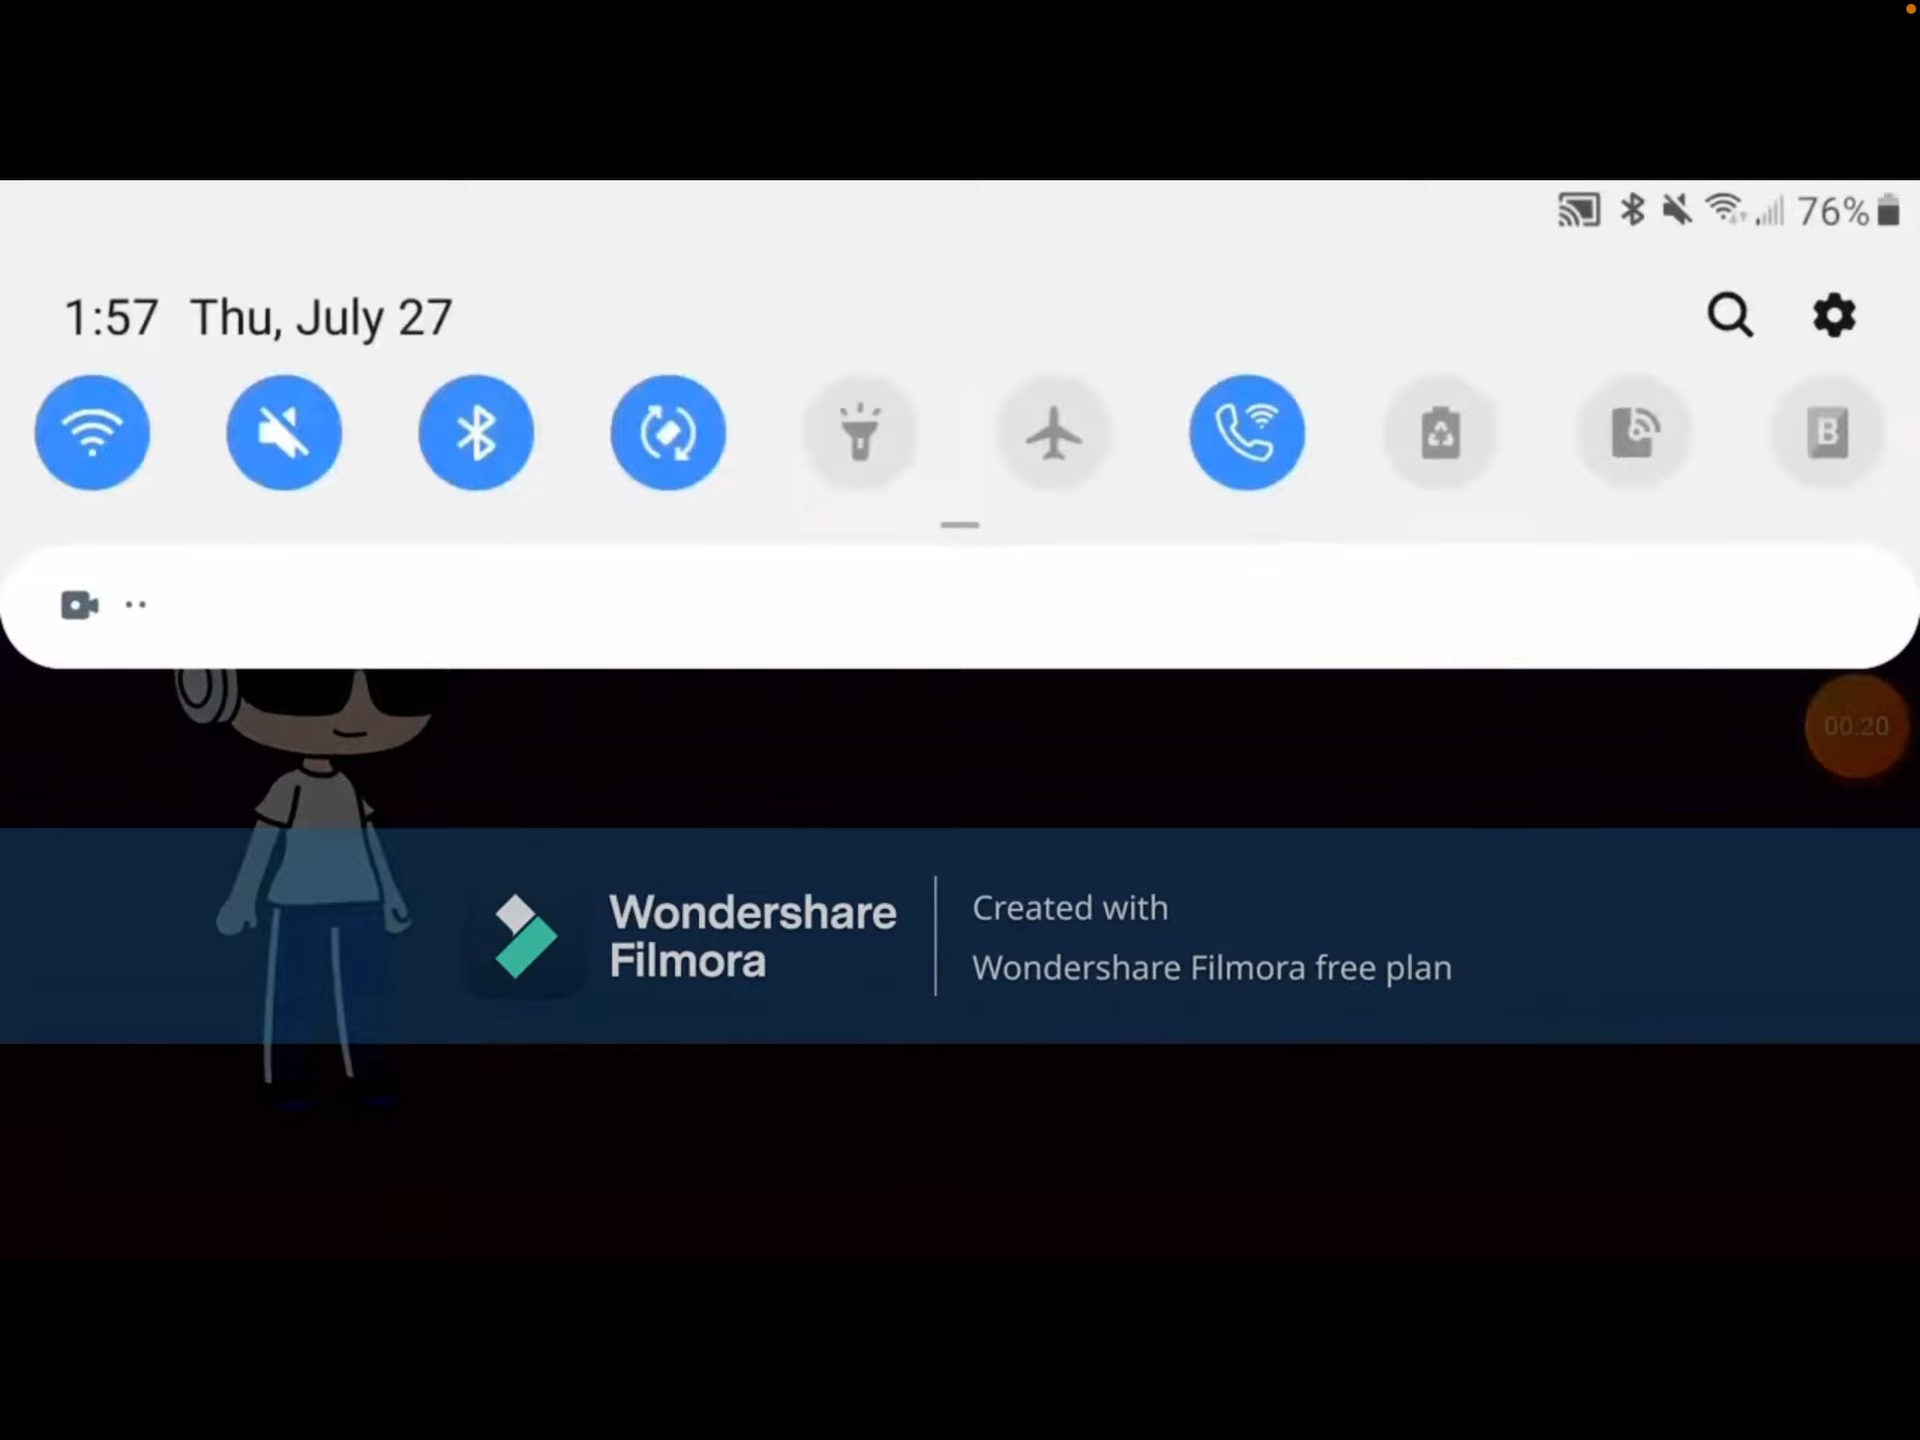 76%
1:57 Thu, July 27
B
00:20
Wondershare
Filmora
Created with
Wondershare Filmora free plan